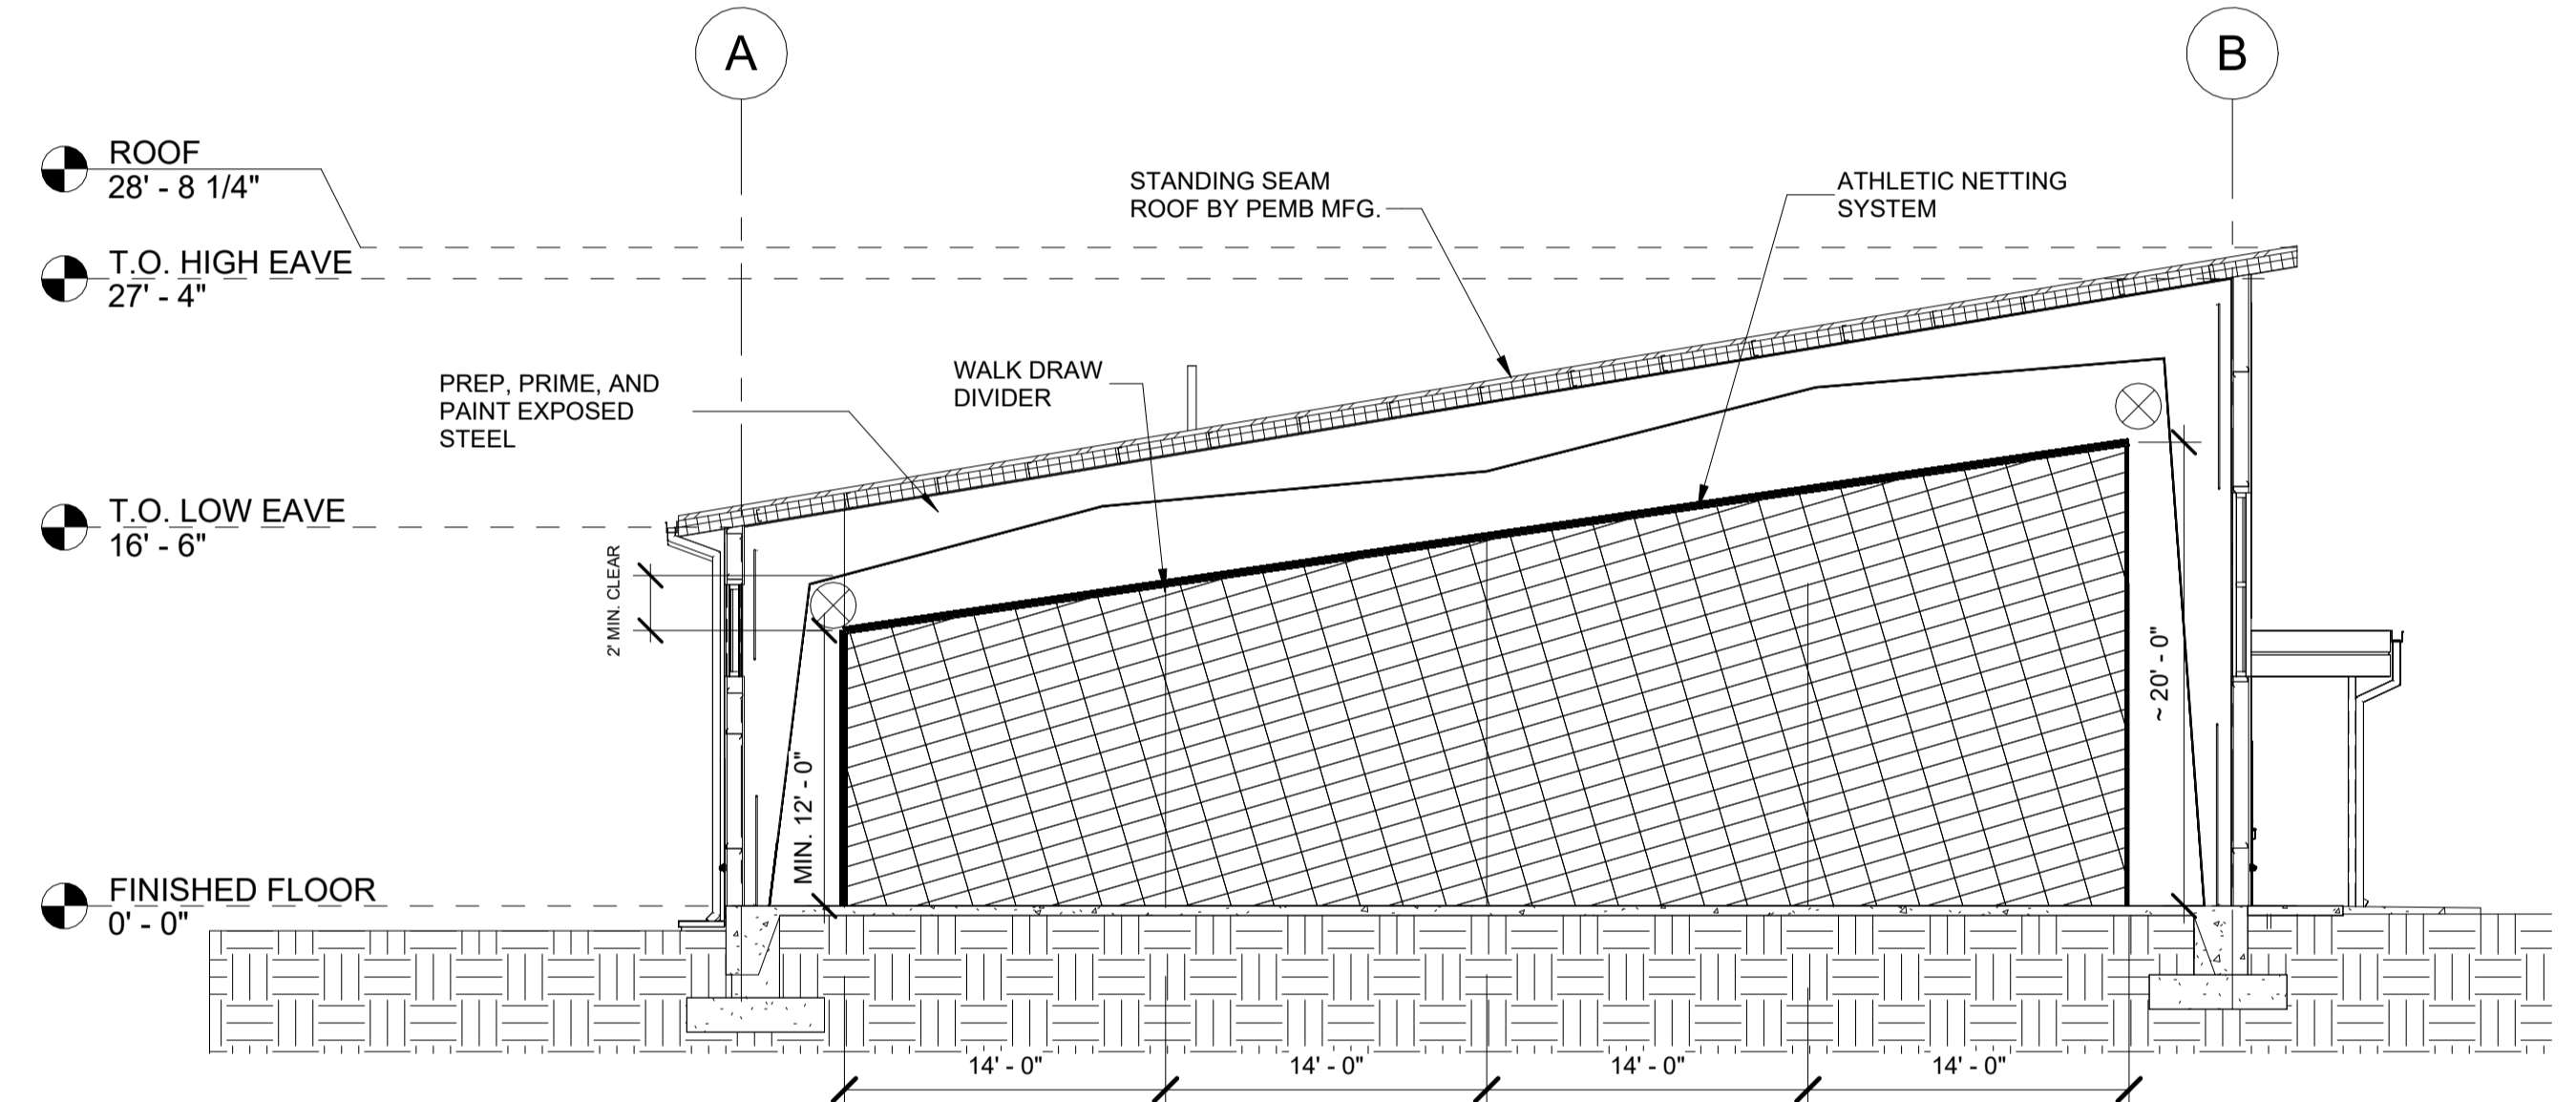 A
B
ROOF
28' - 8 1/4"
STANDING SEAM
ROOF BY PEMB MFG.
ATHLETIC NETTING
SYSTEM
T.O. HIGH EAVE
27' - 4"
WALK DRAW
DIVIDER
PREP, PRIME, AND
PAINT EXPOSED
STEEL
T.O. LOW EAVE
16' - 6"
2' MIN. CLEAR
MIN. 12' - 0"
~ 20' - 0"
FINISHED FLOOR
0' - 0"
14' - 0"
14' - 0"
14' - 0"
14' - 0"